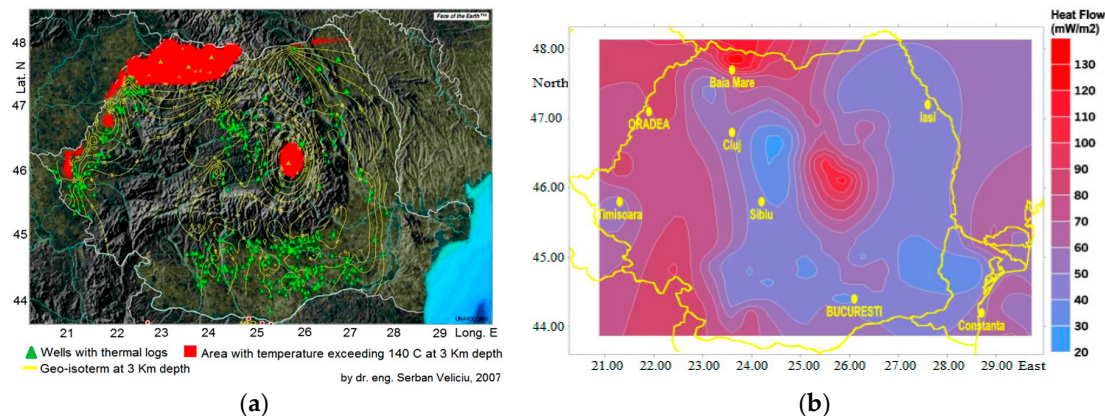 Face of the Earth™
Lat. N
48
47
46
45
44
21 22 23 24 25 26 27 28 29
Long. E
Wells with thermal logs
Area with temperature exceeding 140 C at 3 Km depth
Geo-isoterm at 3 Km depth
by dr. eng. Serban Veliciu, 2007
(a)
Heat Flow
(mW/m2)
48.00
North
47.00
46.00
45.00
44.00
Baia Mare
ORADEA
Iasi
Cluj
Timisoara
Sibiu
BUCURESTI
Constanta
130
120
110
100
90
80
70
60
50
40
30
20
21.00 22.00 23.00 24.00 25.00 26.00 27.00 28.00 29.00 East
(b)